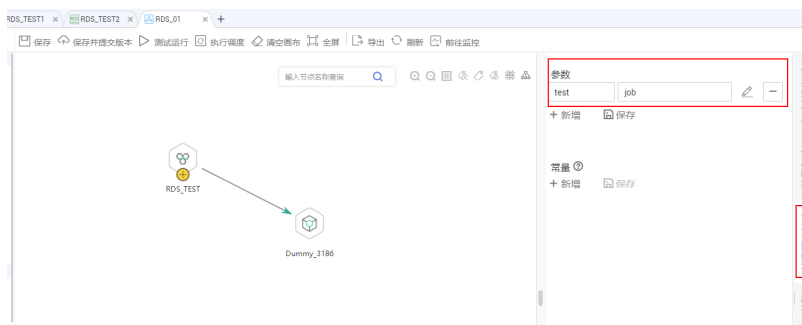 RDS_TEST1 × RDS_TEST2 × RDS_01 × +
保存 保存并提交版本 测试运行 执行调度 清空画布 全屏 导出 刷新 前往监控
输入节点名称查询
参数
test job
+ 新增 保存
常量
+ 新增 保存
RDS_TEST
Dummy_3186